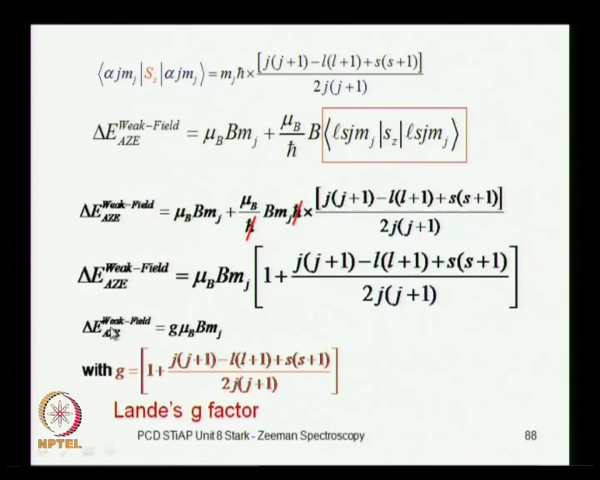 ⟨αjm_j|S_z|αjm_j⟩ = m_jℏ × [j(j+1) − l(l+1) + s(s+1)] / 2j(j+1)
ΔE_AZE^Weak−Field = μ_B Bm_j + μ_B/ℏ B⟨ℓsjm_j|s_z|ℓsjm_j⟩
ΔE_AZE^Weak−Field = μ_B Bm_j + μ_B/ℏ Bm_jℏ × [j(j+1) − l(l+1) + s(s+1)] / 2j(j+1)
ΔE_AZE^Weak−Field = μ_B Bm_j [1 + j(j+1) − l(l+1) + s(s+1) / 2j(j+1)]
ΔE_AZE^Weak−Field = gμ_B Bm_j
with g = [1 + j(j+1) − l(l+1) + s(s+1) / 2j(j+1)]
Lande's g factor
NPTEL
PCD STiAP Unit 8 Stark - Zeeman Spectroscopy 88